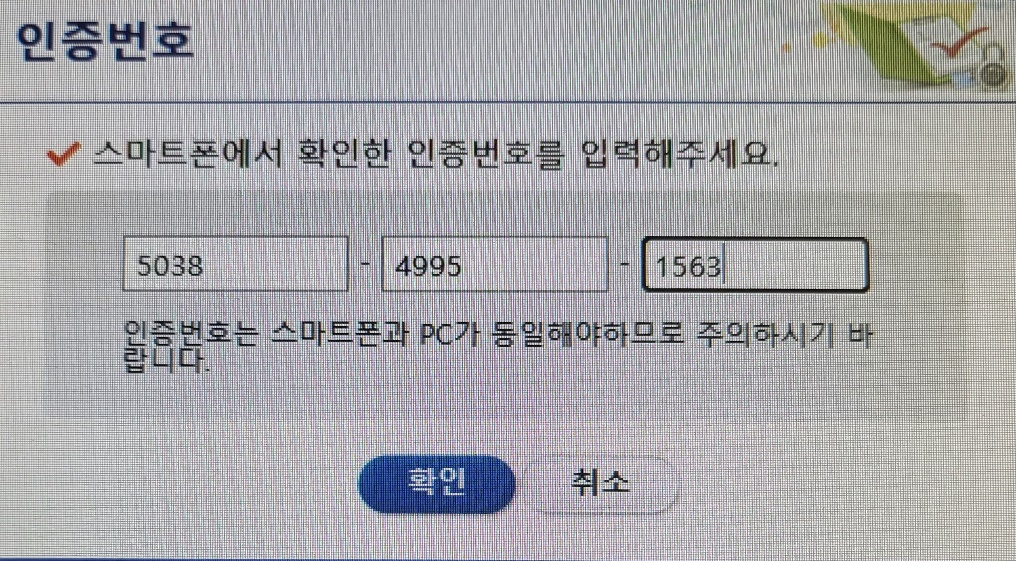 인증번호
스마트폰에서 확인한 인증번호를 입력해주세요.
5038 - 4995 - 1563
인증번호는 스마트폰과 PC가 동일해야하므로 주의하시기 바
랍니다.
확인 취소